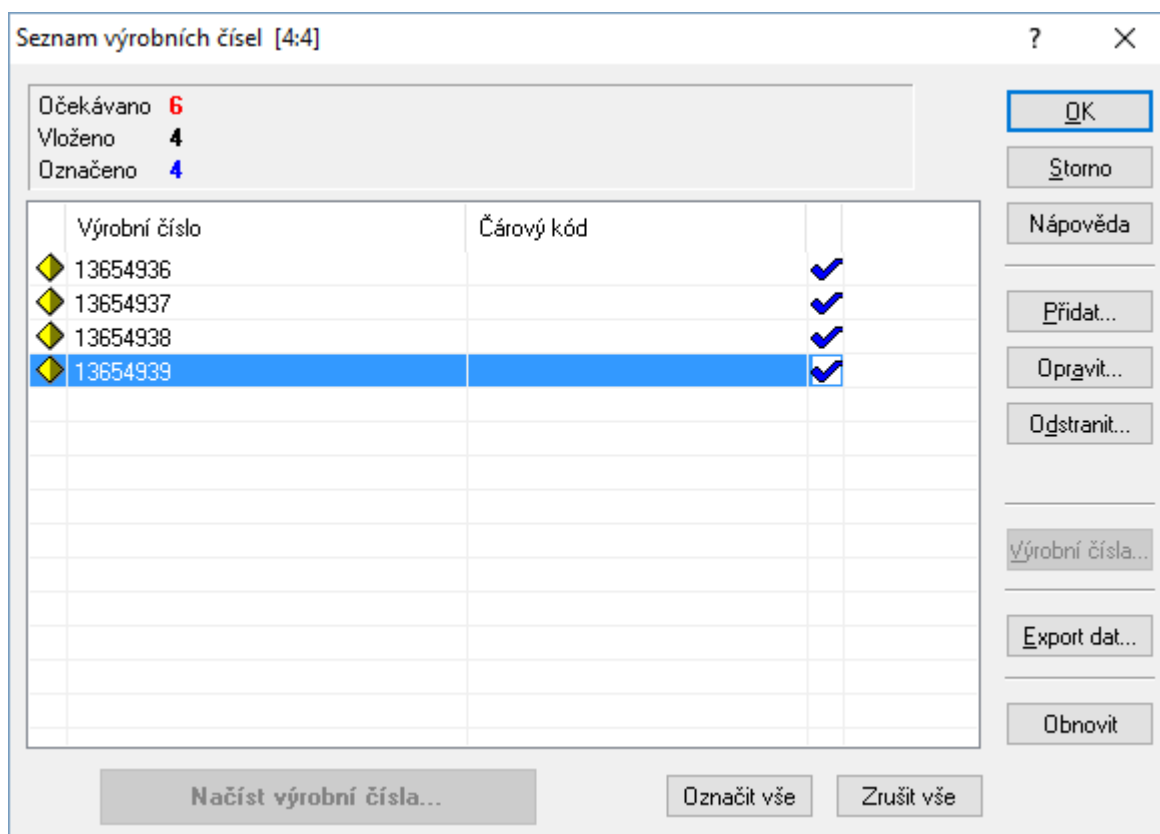 Seznam výrobních čísel [4:4]
?
Očekáváno 6
Vloženo 4
Označeno 4
Výrobní číslo Čárový kód
13654936
13654937
13654938
13654939
OK
Storno
Nápověda
Přidat...
Opravit...
Odstranit...
Výrobní čísla...
Export dat...
Obnovit
Načíst výrobní čísla...
Označit vše
Zrušit vše